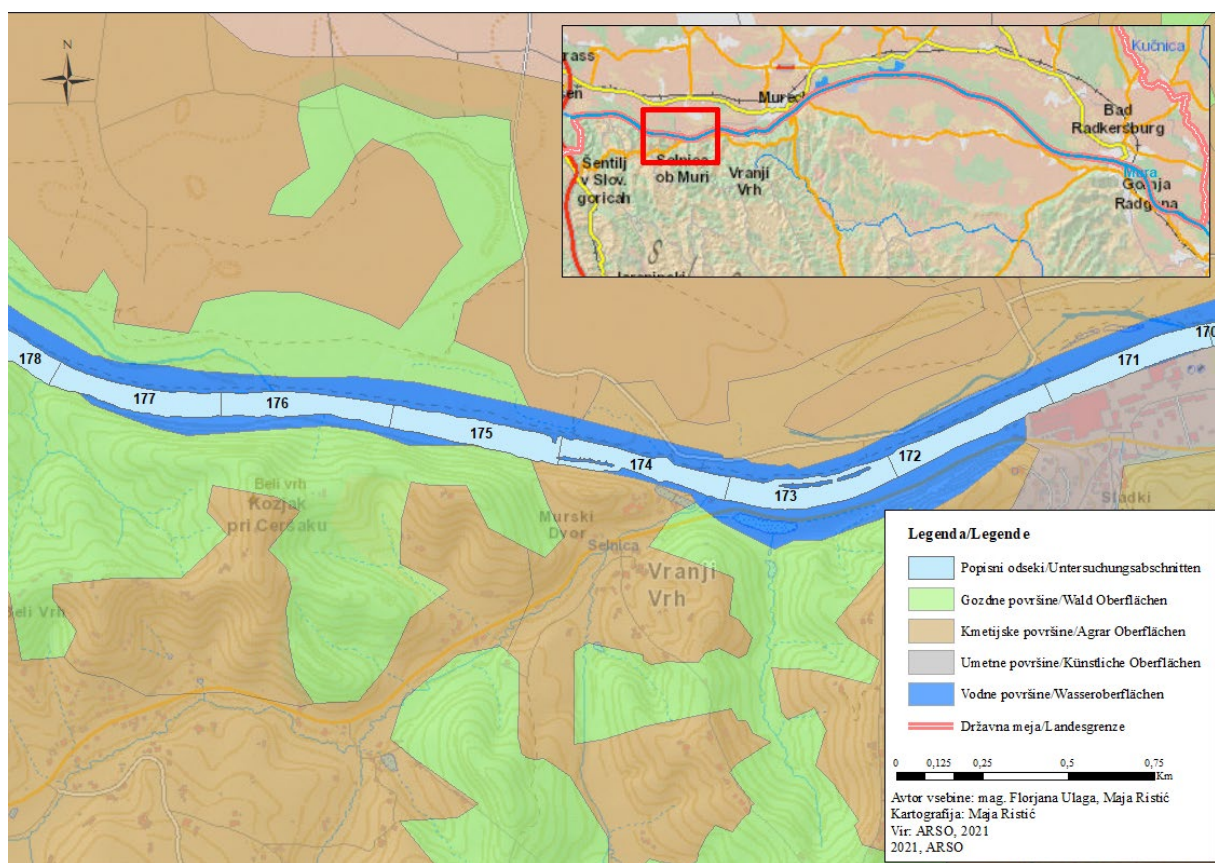 N
rass
Mured
Kučnica
Bad
Radkersburg
Šentilj
v Slov.
goricah
Selnica
ob Muri
Vranji
Vrh
Mura
Gornja
Radgona
S
178
177
176
175
174
173
172
171
170
Beli vrh
Kozjak
pri Ceršaku
Murski
Dvor
Selnica
Vranji
Vrh
Beli Vrh
Sladki
Legenda/Legende
Popisni odseki/Untersuchungsabschnitten
Gozdne površine/Wald Oberflächen
Kmetijske površine/Agrar Oberflächen
Umetne površine/Künstliche Oberflächen
Vodne površine/Wasseroberflächen
Državna meja/Landesgrenze
0 0,125 0,25 0,5 0,75
Km
Avtor vsebine: mag. Florjana Ulaga, Maja Ristić
Kartografija: Maja Ristić
Vir: ARSO, 2021
2021, ARSO